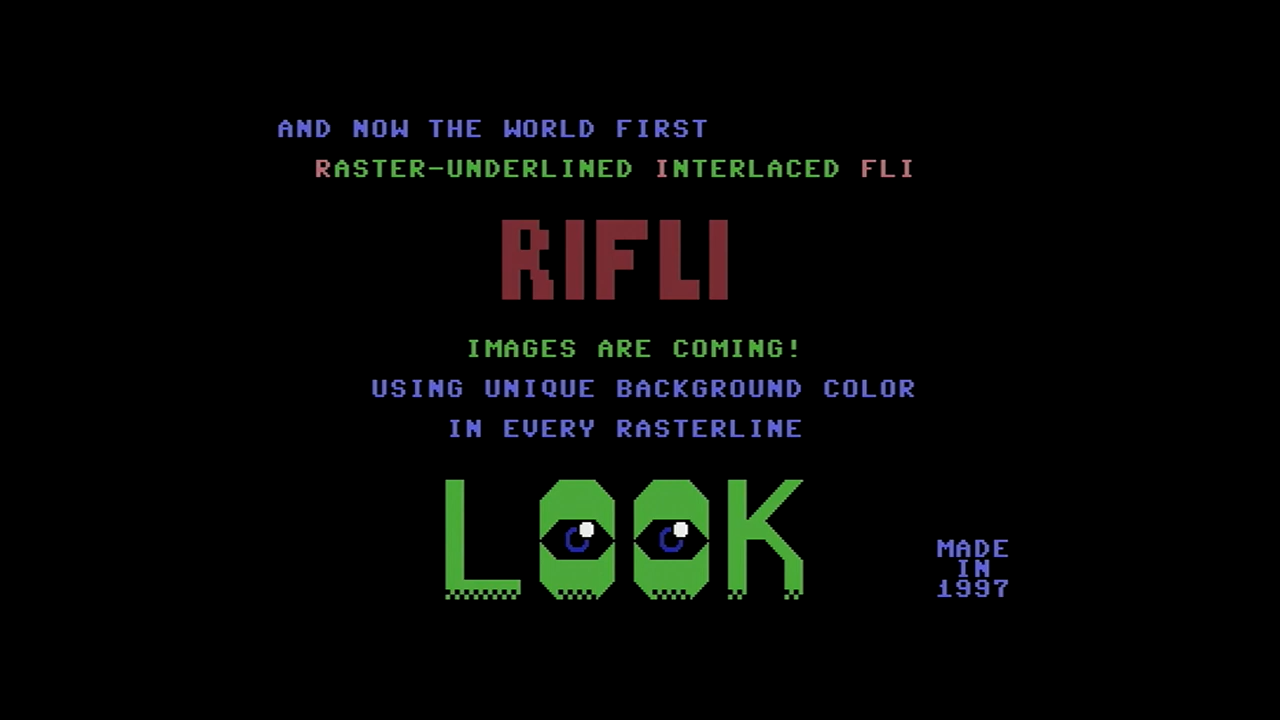 AND NOW THE WORLD FIRST
RASTER-UNDERLINED INTERLACED FLI
RIFLI
IMAGES ARE COMING!
USING UNIQUE BACKGROUND COLOR
IN EVERY RASTERLINE
LOOK
MADE
IN
1997